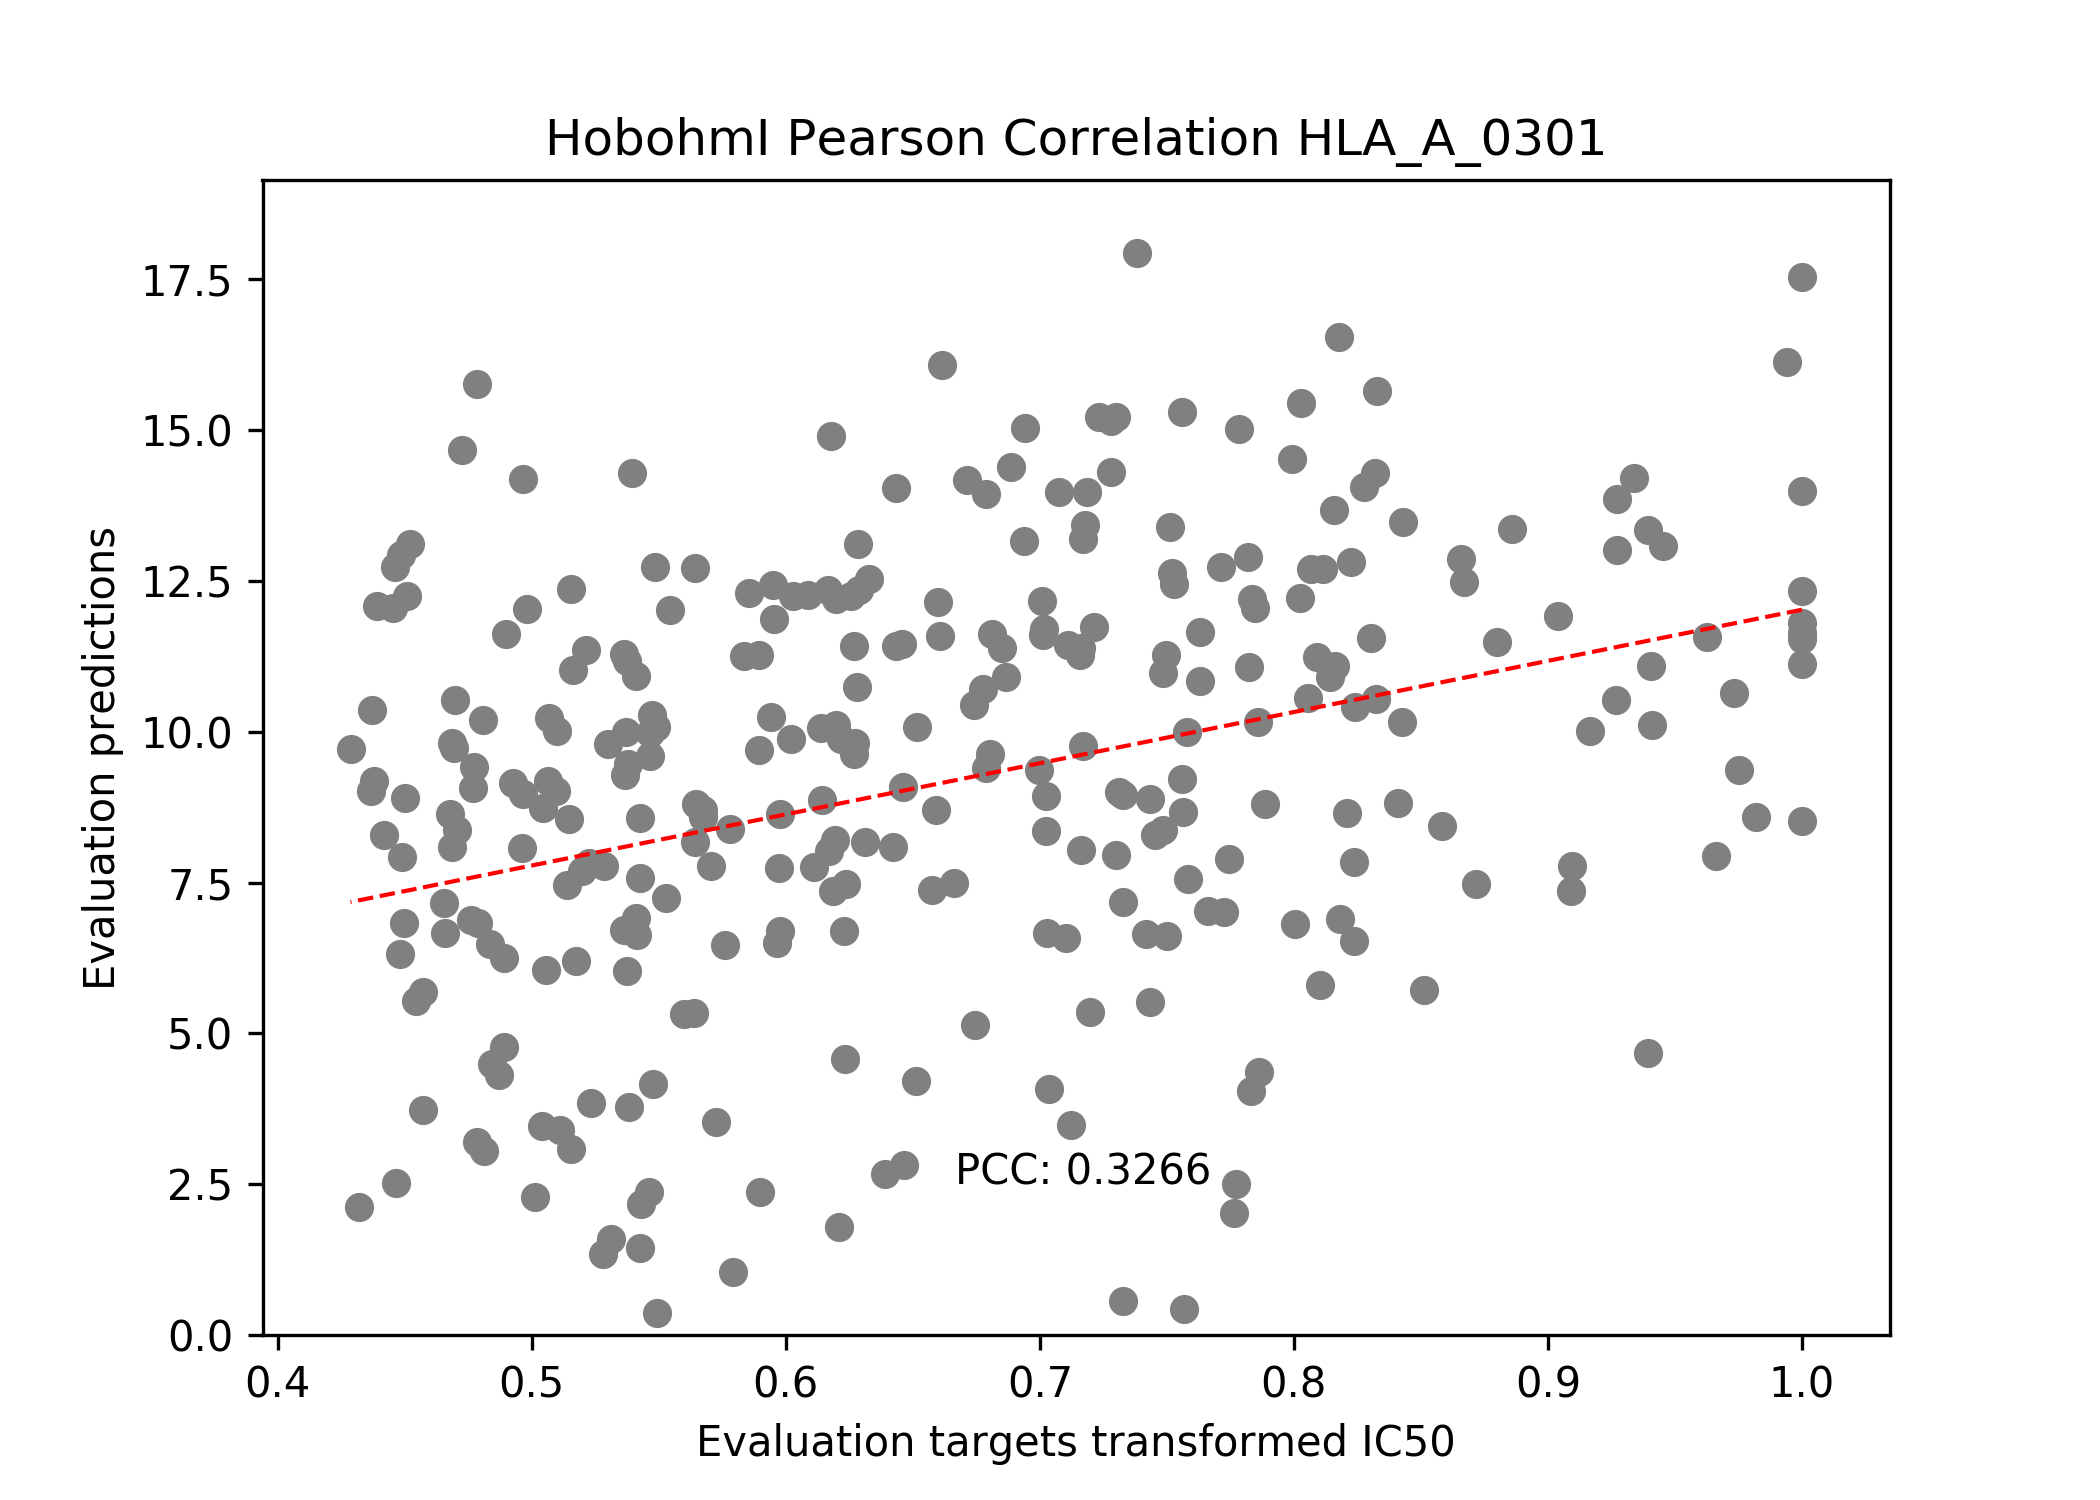 HobohmI Pearson Correlation HLA_A_0301
17.5
15.0
12.5
10.0
7.5
5.0
2.5
0.0
Evaluation predictions
PCC: 0.3266
0.4 0.5 0.6 0.7 0.8 0.9 1.0
Evaluation targets transformed IC50